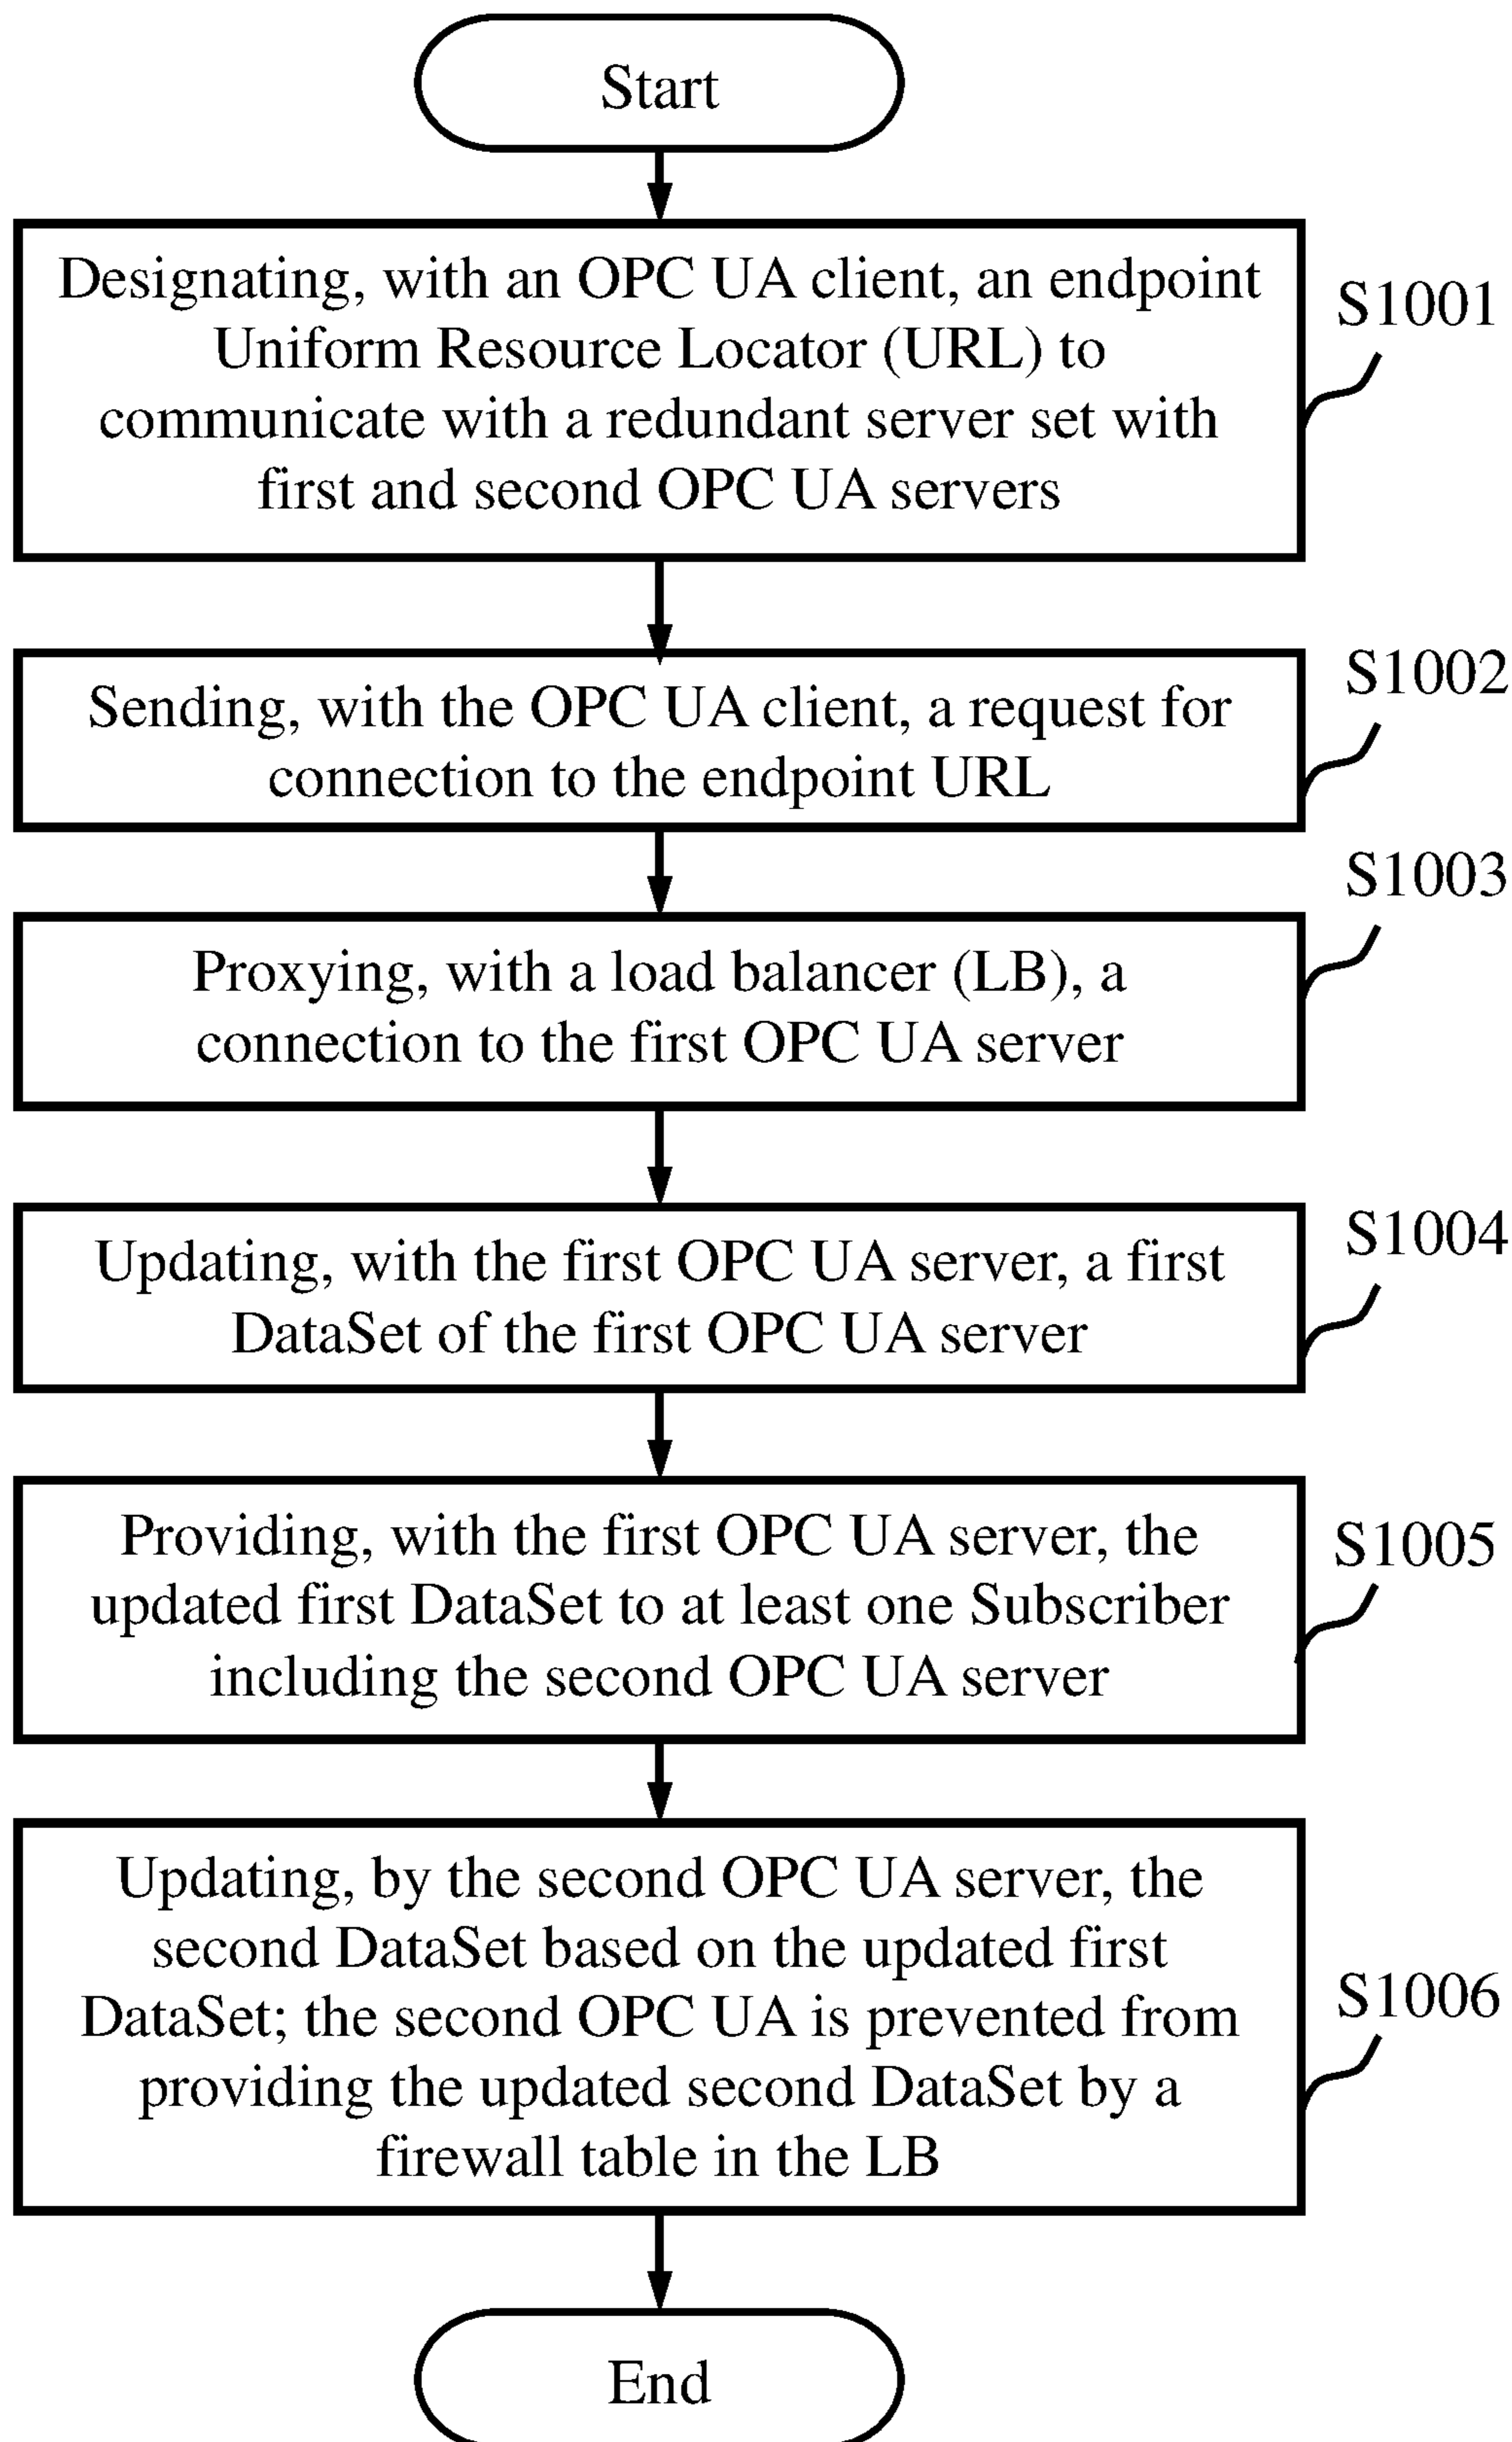 Start
Designating, with an OPC UA client, an endpoint
Uniform Resource Locator (URL) to
communicate with a redundant server set with
first and second OPC UA servers
S1001
Sending, with the OPC UA client, a request for
connection to the endpoint URL
S1002
Proxying, with a load balancer (LB), a
connection to the first OPC UA server
S1003
Updating, with the first OPC UA server, a first
DataSet of the first OPC UA server
S1004
Providing, with the first OPC UA server, the
updated first DataSet to at least one Subscriber
including the second OPC UA server
S1005
Updating, by the second OPC UA server, the
second DataSet based on the updated first
DataSet; the second OPC UA is prevented from
providing the updated second DataSet by a
firewall table in the LB
S1006
End